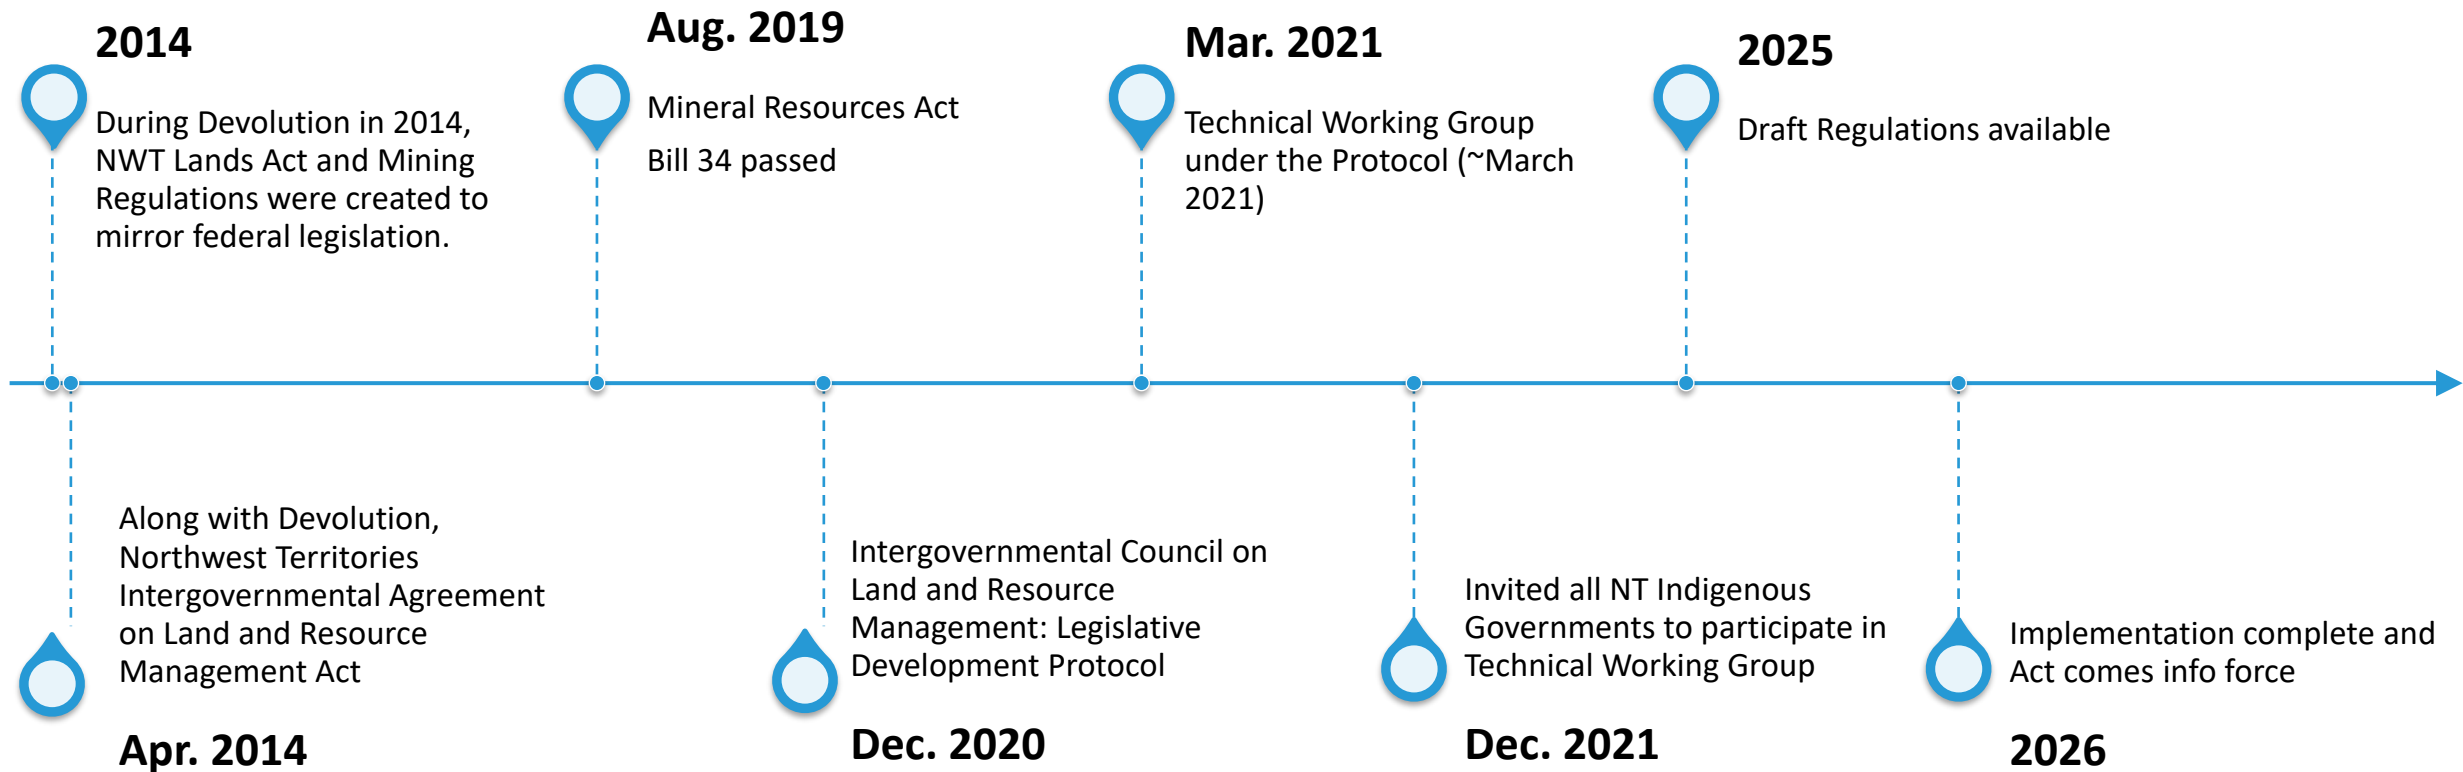 2014
During Devolution in 2014,
NWT Lands Act and Mining
Regulations were created to
mirror federal legislation.
Aug. 2019
Mineral Resources Act
Bill 34 passed
Mar. 2021
Technical Working Group
under the Protocol (~March
2021)
2025
Draft Regulations available
Along with Devolution,
Northwest Territories
Intergovernmental Agreement
on Land and Resource
Management Act
Apr. 2014
Intergovernmental Council on
Land and Resource
Management: Legislative
Development Protocol
Dec. 2020
Invited all NT Indigenous
Governments to participate in
Technical Working Group
Dec. 2021
Implementation complete and
Act comes info force
2026